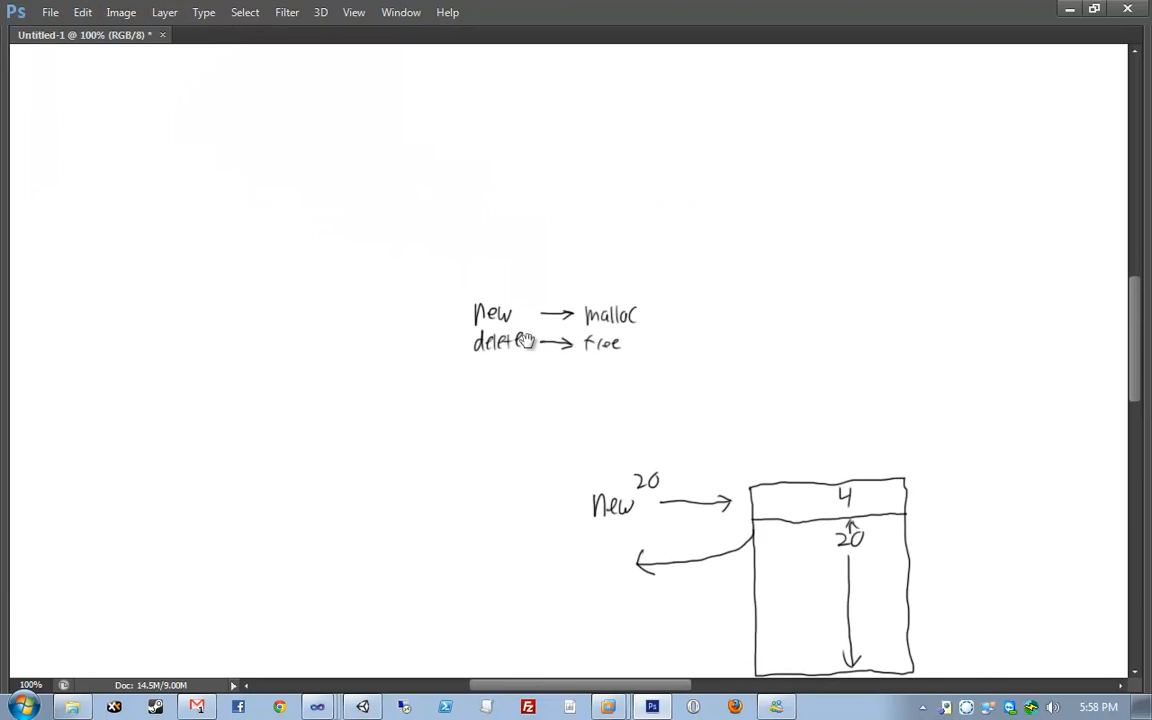 Ps File Edit Image Layer Type Select Filter 3D View Window Help
Untitled-1 @ 100% (RGB/8) *
new → malloc
delete → free
20
new
4
20
100% Doc: 14.5M/9.00M
5:58 PM